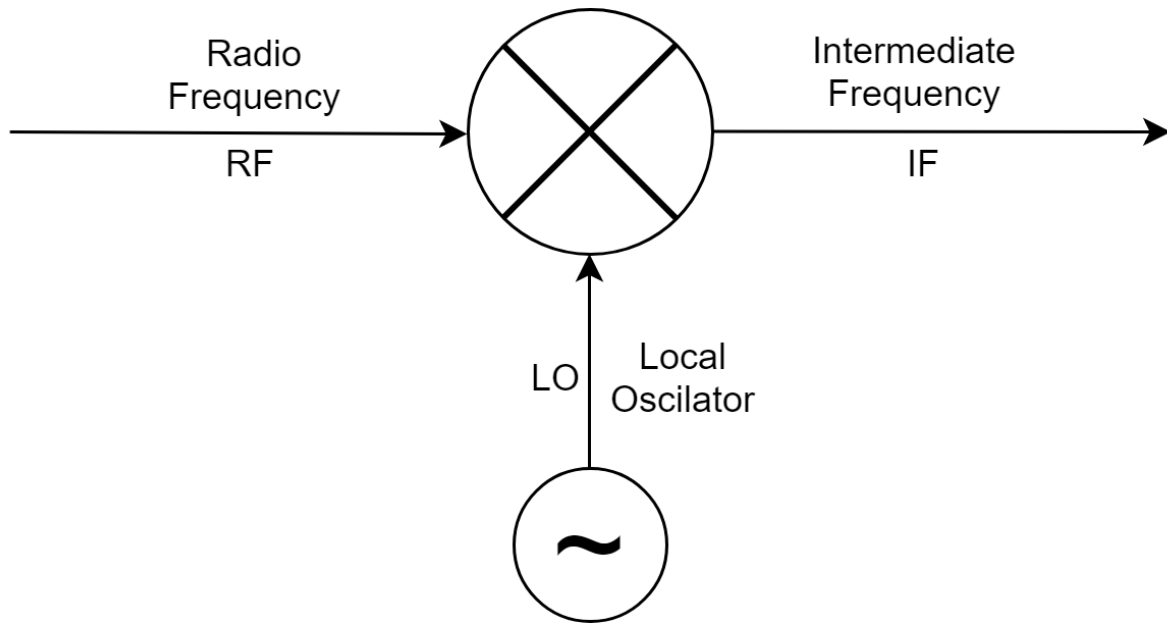 Radio
Frequency
RF
Intermediate
Frequency
IF
LO
Local
Oscilator